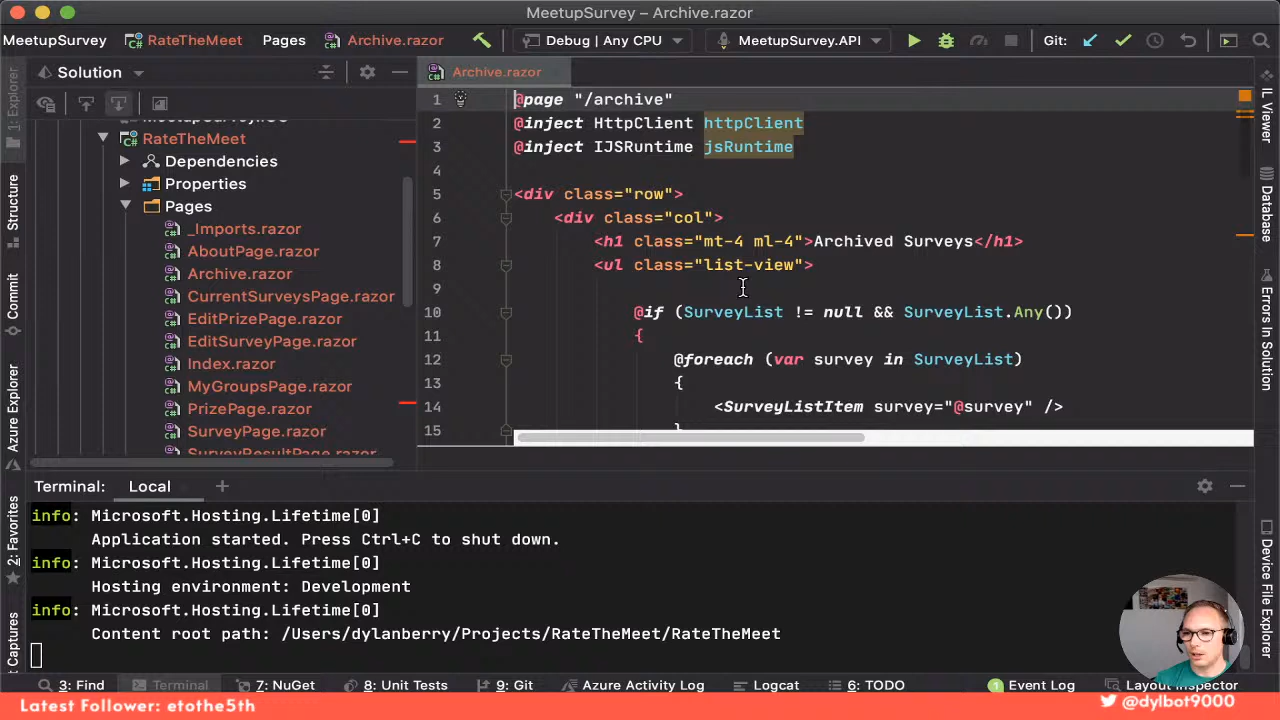 MeetupSurvey – Archive.razor
MeetupSurvey RateTheMeet Pages Archive.razor Debug | Any CPU MeetupSurvey.API Git:
Solution
Archive.razor
RateTheMeet
Dependencies
Properties
Pages
_Imports.razor
AboutPage.razor
Archive.razor
CurrentSurveysPage.razor
EditPrizePage.razor
EditSurveyPage.razor
Index.razor
MyGroupsPage.razor
PrizePage.razor
SurveyPage.razor
SurveyResultPage.razor
1 @page "/archive"
2 @inject HttpClient httpClient
3 @inject IJSRuntime jsRuntime
4
5 <div class="row">
6 <div class="col">
7 <h1 class="mt-4 ml-4">Archived Surveys</h1>
8 <ul class="list-view">
9
10 @if (SurveyList != null && SurveyList.Any())
11 {
12 @foreach (var survey in SurveyList)
13 {
14 <SurveyListItem survey="@survey" />
15 }
1: Explorer
Structure
Commit
Azure Explorer
2: Favorites
t Captures
IL Viewer
Database
Errors In Solution
Device File Explorer
Terminal: Local +
info: Microsoft.Hosting.Lifetime[0]
Application started. Press Ctrl+C to shut down.
info: Microsoft.Hosting.Lifetime[0]
Hosting environment: Development
info: Microsoft.Hosting.Lifetime[0]
Content root path: /Users/dylanberry/Projects/RateTheMeet/RateTheMeet
3: Find Terminal 7: NuGet 8: Unit Tests 9: Git Azure Activity Log Logcat 6: TODO 1 Event Log Layout Inspector
Latest Follower: etothe5th
@dylbot9000